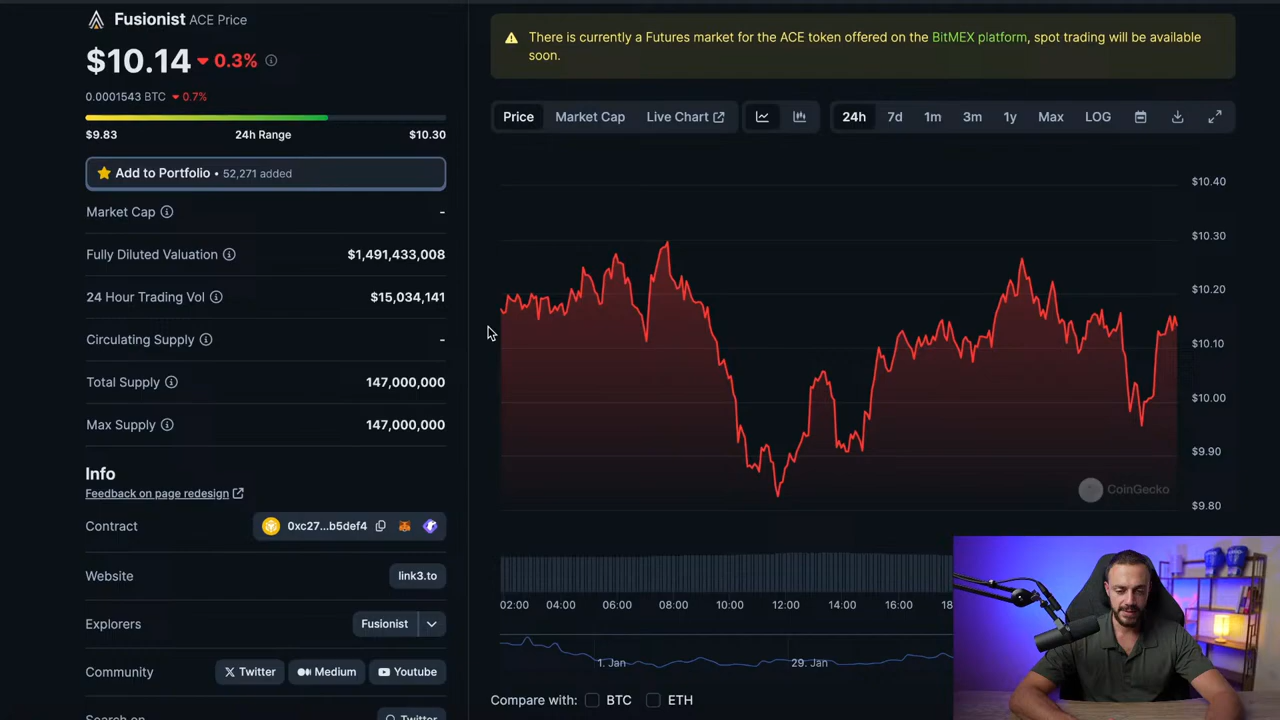 Fusionist ACE Price
$10.14 0.3%
0.0001543 BTC 0.7%
$9.83 24h Range $10.30
Add to Portfolio • 52,271 added
Market Cap -
Fully Diluted Valuation $1,491,433,008
24 Hour Trading Vol $15,034,141
Circulating Supply -
Total Supply 147,000,000
Max Supply 147,000,000
Info
Feedback on page redesign
Contract 0xc27...b5def4
Website link3.to
Explorers Fusionist
Community Twitter Medium Youtube
Search on Twitter
There is currently a Futures market for the ACE token offered on the BitMEX platform, spot trading will be available
soon.
Price Market Cap Live Chart 24h 7d 1m 3m 1y Max LOG
$10.40
$10.30
$10.20
$10.10
$10.00
$9.90
$9.80
CoinGecko
02:00 04:00 06:00 08:00 10:00 12:00 14:00 16:00 18
1. Jan 29. Jan
Compare with: BTC ETH